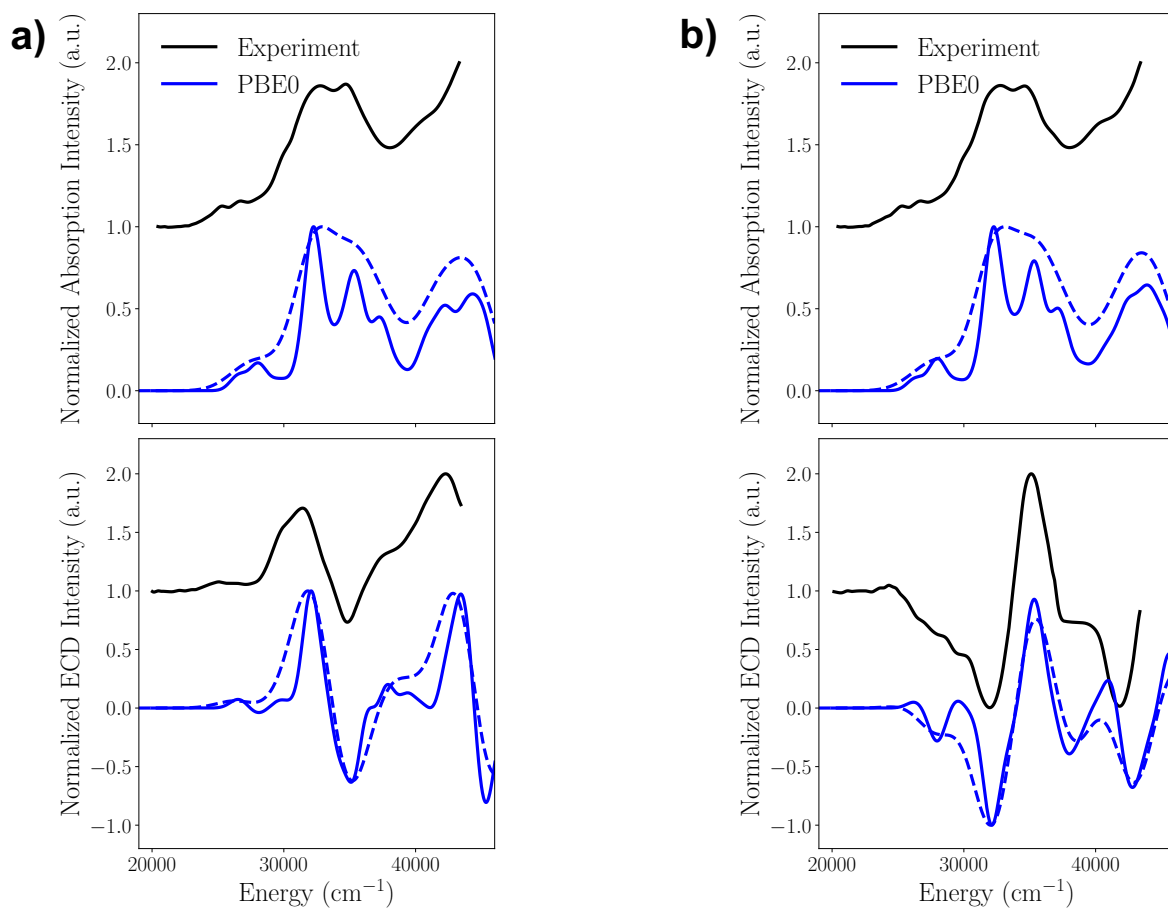 a)
Experiment
PBE0
Normalized Absorption Intensity (a.u.)
2.0
1.5
1.0
0.5
0.0
Normalized ECD Intensity (a.u.)
2.0
1.5
1.0
0.5
0.0
−0.5
−1.0
20000 30000 40000
Energy (cm⁻¹)
b)
Experiment
PBE0
Normalized Absorption Intensity (a.u.)
2.0
1.5
1.0
0.5
0.0
Normalized ECD Intensity (a.u.)
2.0
1.5
1.0
0.5
0.0
−0.5
−1.0
20000 30000 40000
Energy (cm⁻¹)